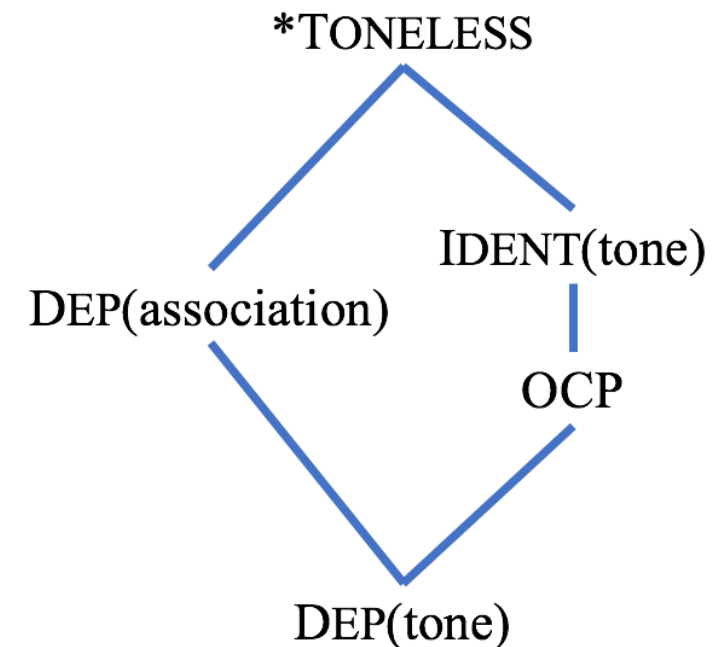 *TONELESS
IDENT(tone)
DEP(association)
OCP
DEP(tone)